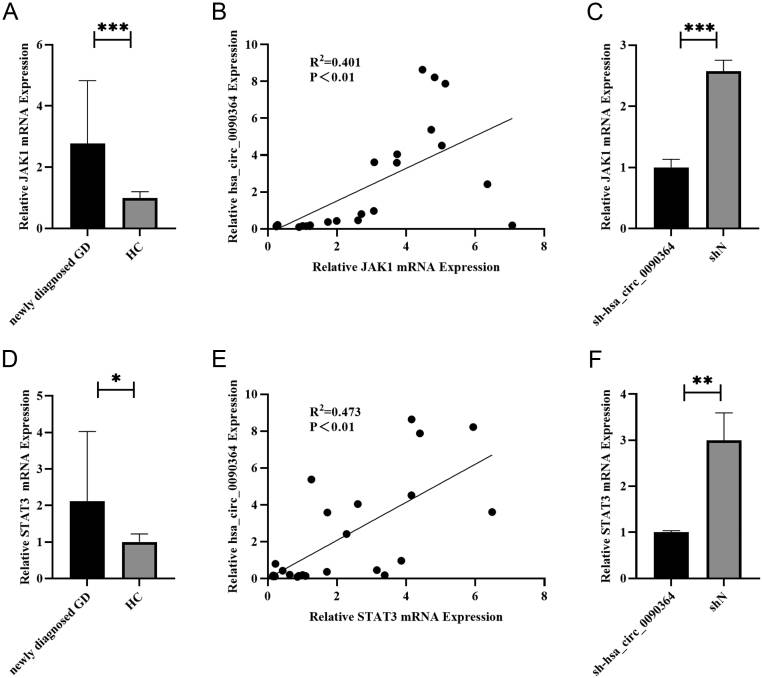 A
***
Relative JAK1 mRNA Expression
6
4
2
0
newly diagnosed GD
HC
B
Relative hsa_circ_0090364 Expression
10
8
6
4
2
0
R²=0.401
P＜0.01
0
2
4
6
8
Relative JAK1 mRNA Expression
C
***
Relative JAK1 mRNA Expression
3
2
1
0
sh-hsa_circ_0090364
shN
D
*
Relative STAT3 mRNA Expression
5
4
3
2
1
0
newly diagnosed GD
HC
E
Relative hsa_circ_0090364 Expression
10
8
6
4
2
0
R²=0.473
P＜0.01
0
2
4
6
8
Relative STAT3 mRNA Expression
F
**
Relative STAT3 mRNA Expression
4
3
2
1
0
sh-hsa_circ_0090364
shN